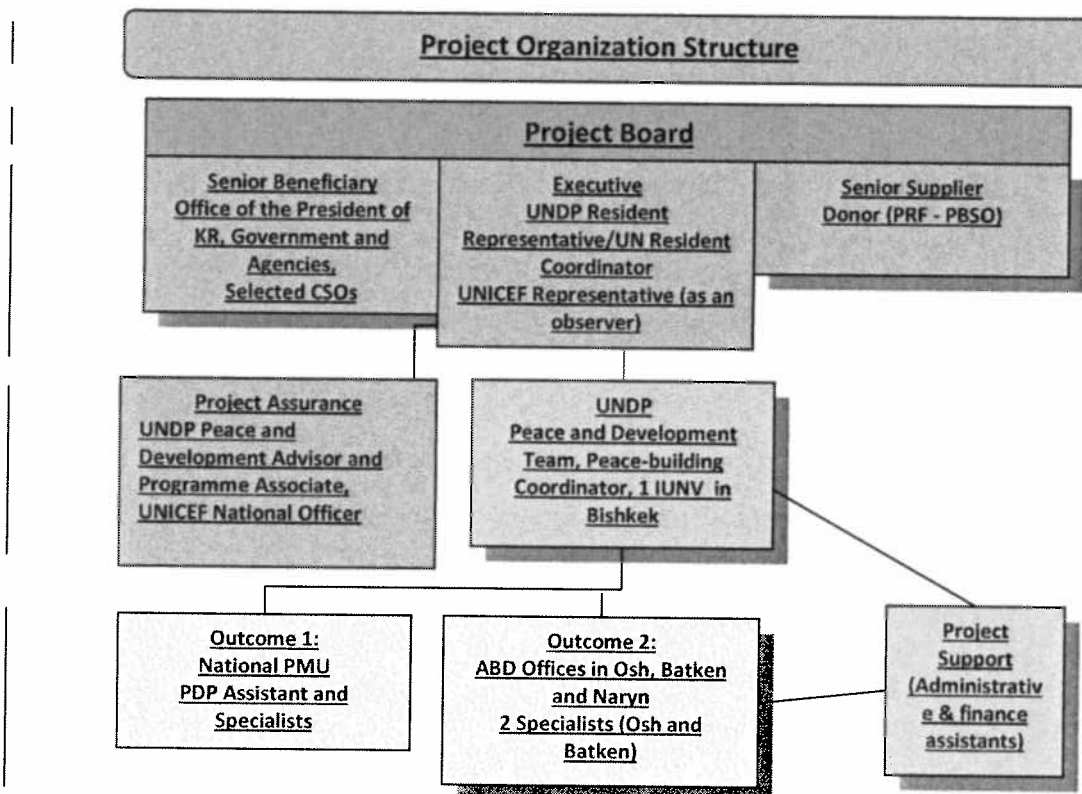 Project Organization Structure
Project Board
Senior Beneficiary
Office of the President of
KR, Government and
Agencies,
Selected CSOs
Executive
UNDP Resident
Representative/UN Resident
Coordinator
UNICEF Representative (as an
observer)
Senior Supplier
Donor (PRF - PBSO)
Project Assurance
UNDP Peace and
Development Advisor and
Programme Associate,
UNICEF National Officer
UNDP
Peace and Development
Team, Peace-building
Coordinator, 1 IUNV in
Bishkek
Outcome 1:
National PMU
PDP Assistant and
Specialists
Outcome 2:
ABD Offices in Osh, Batken
and Naryn
2 Specialists (Osh and
Batken)
Project
Support
(Administrativ
e & finance
assistants)